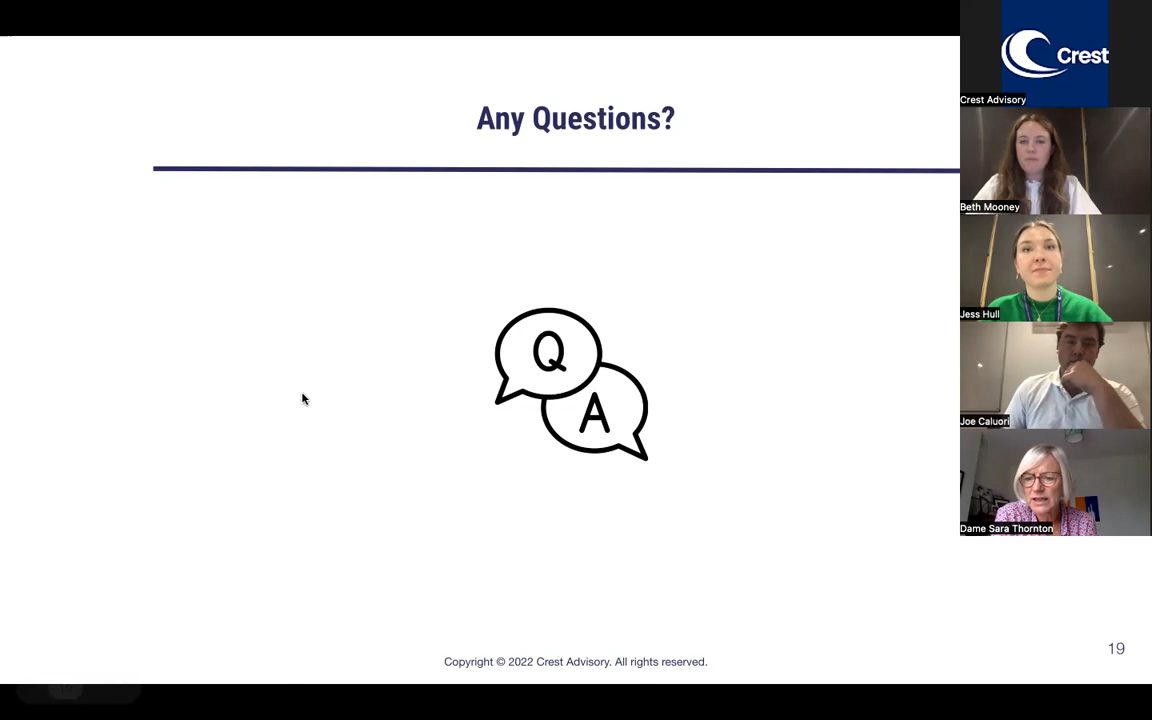 Crest
Crest Advisory
Any Questions?
Beth Mooney
Q
Jess Hull
A
Joe Caluori
Dame Sara Thornton
19
Copyright © 2022 Crest Advisory. All rights reserved.